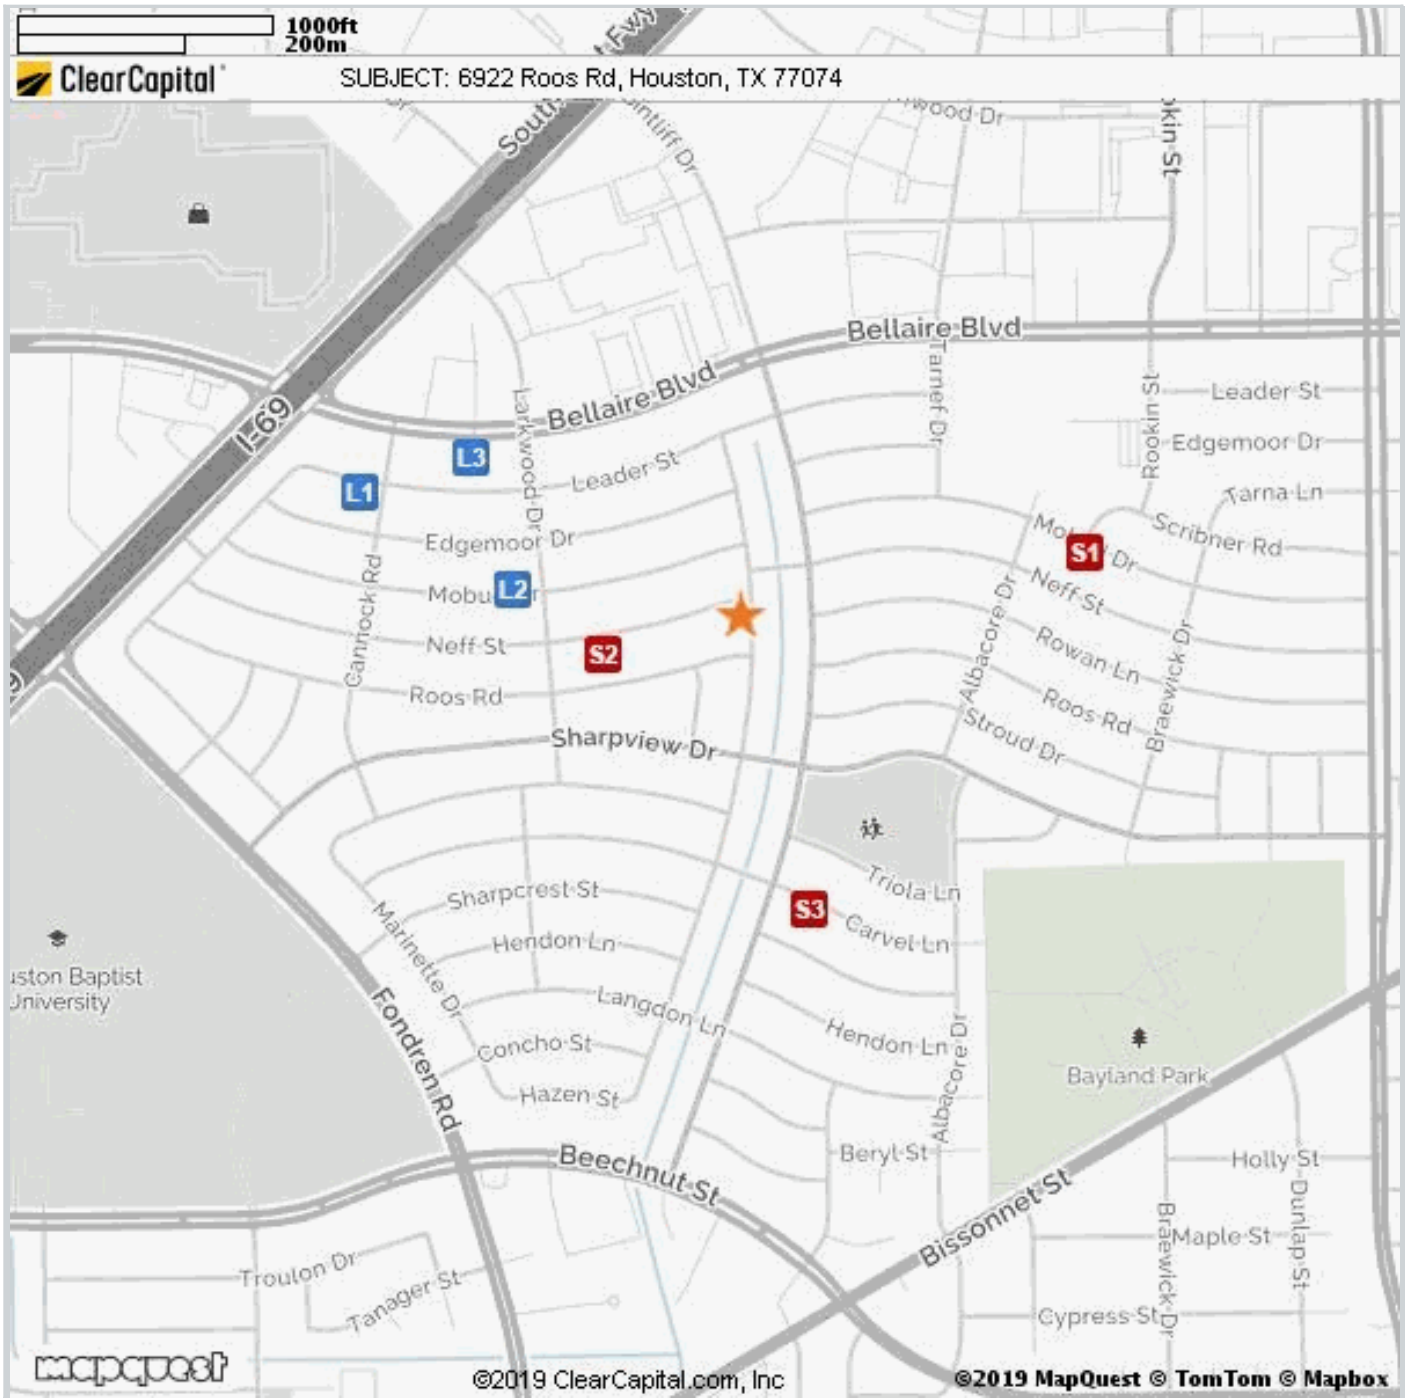 1000ft
200m
ClearCapital
SUBJECT: 6922 Roos Rd, Houston, TX 77074
Bellaire Blvd
Tarnef Dr
Rookin St
Leader St
Edgemoor Dr
Tarna Ln
Scribner Rd
I-69
Larkwood Dr
Bellaire Blvd
L3
L1
Leader St
Edgemoor Dr
L2
Cannock Rd
Neff St
S2
Roos Rd
Sharpview Dr
S1
Dr
Neff St
Albacore Dr
Rowan Ln
Braewick Dr
Roos Rd
Stroud Dr
Triola Ln
S3
Carvel Ln
Sharpcrest St
Marinette Dr
Hendon Ln
Langdon Ln
Hendon Ln
Albacore Dr
Fondren Rd
Concho St
Hazen St
University
Bayland Park
Beechnut St
Beryl St
Holly St
Bissonnet St
Braewick Dr
Maple St
Dunlap St
Troulon Dr
Tanager St
Cypress St
mapquest
©2019 ClearCapital.com, Inc
©2019 MapQuest © TomTom © Mapbox